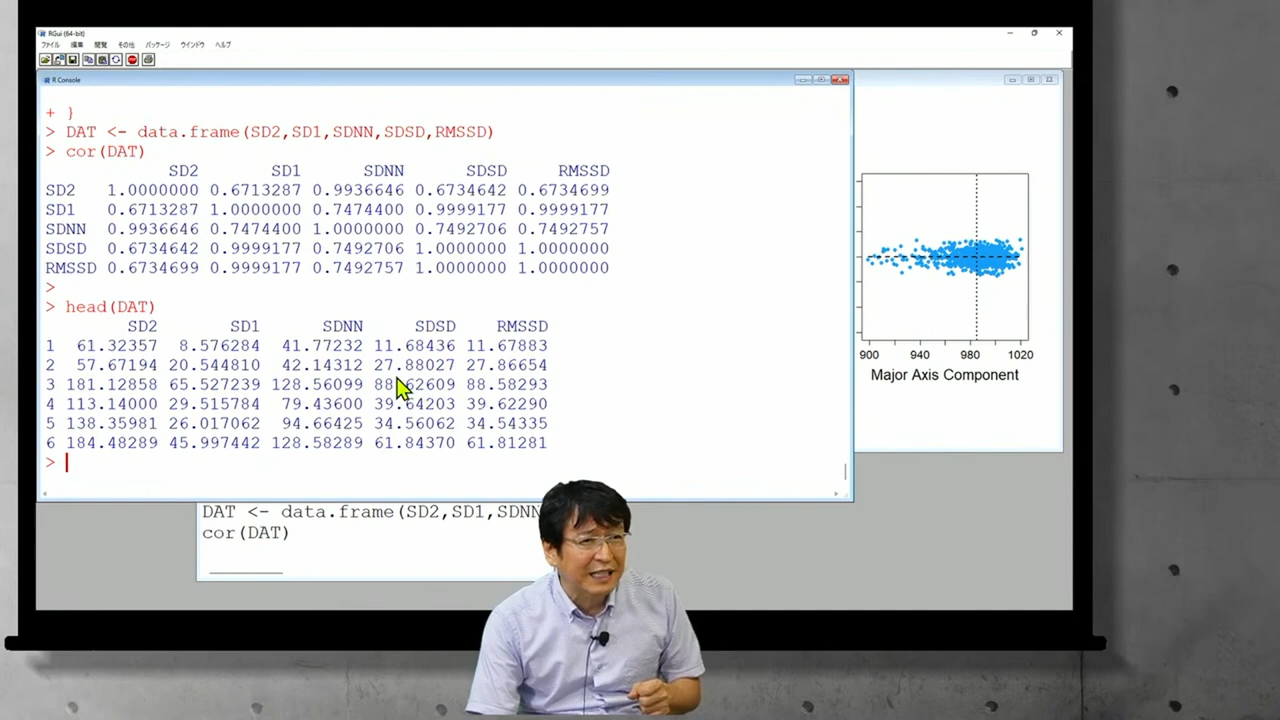 RGui (64-bit)
ファイル 編集 閲覧 その他 パッケージ ウインドウ ヘルプ
R Console
+ }
> DAT <- data.frame(SD2,SD1,SDNN,SDSD,RMSSD)
> cor(DAT)
SD2 SD1 SDNN SDSD RMSSD
SD2 1.0000000 0.6713287 0.9936646 0.6734642 0.6734699
SD1 0.6713287 1.0000000 0.7474400 0.9999177 0.9999177
SDNN 0.9936646 0.7474400 1.0000000 0.7492706 0.7492757
SDSD 0.6734642 0.9999177 0.7492706 1.0000000 1.0000000
RMSSD 0.6734699 0.9999177 0.7492757 1.0000000 1.0000000
>
> head(DAT)
SD2 SD1 SDNN SDSD RMSSD
1 61.32357 8.576284 41.77232 11.68436 11.67883
2 57.67194 20.544810 42.14312 27.88027 27.86654
3 181.12858 65.527239 128.56099 88.62609 88.58293
4 113.14000 29.515784 79.43600 39.64203 39.62290
5 138.35981 26.017062 94.66425 34.56062 34.54335
6 184.48289 45.997442 128.58289 61.84370 61.81281
>
900 940 980 1020
Major Axis Component
DAT <- data.frame(SD2,SD1,SDNN
cor(DAT)